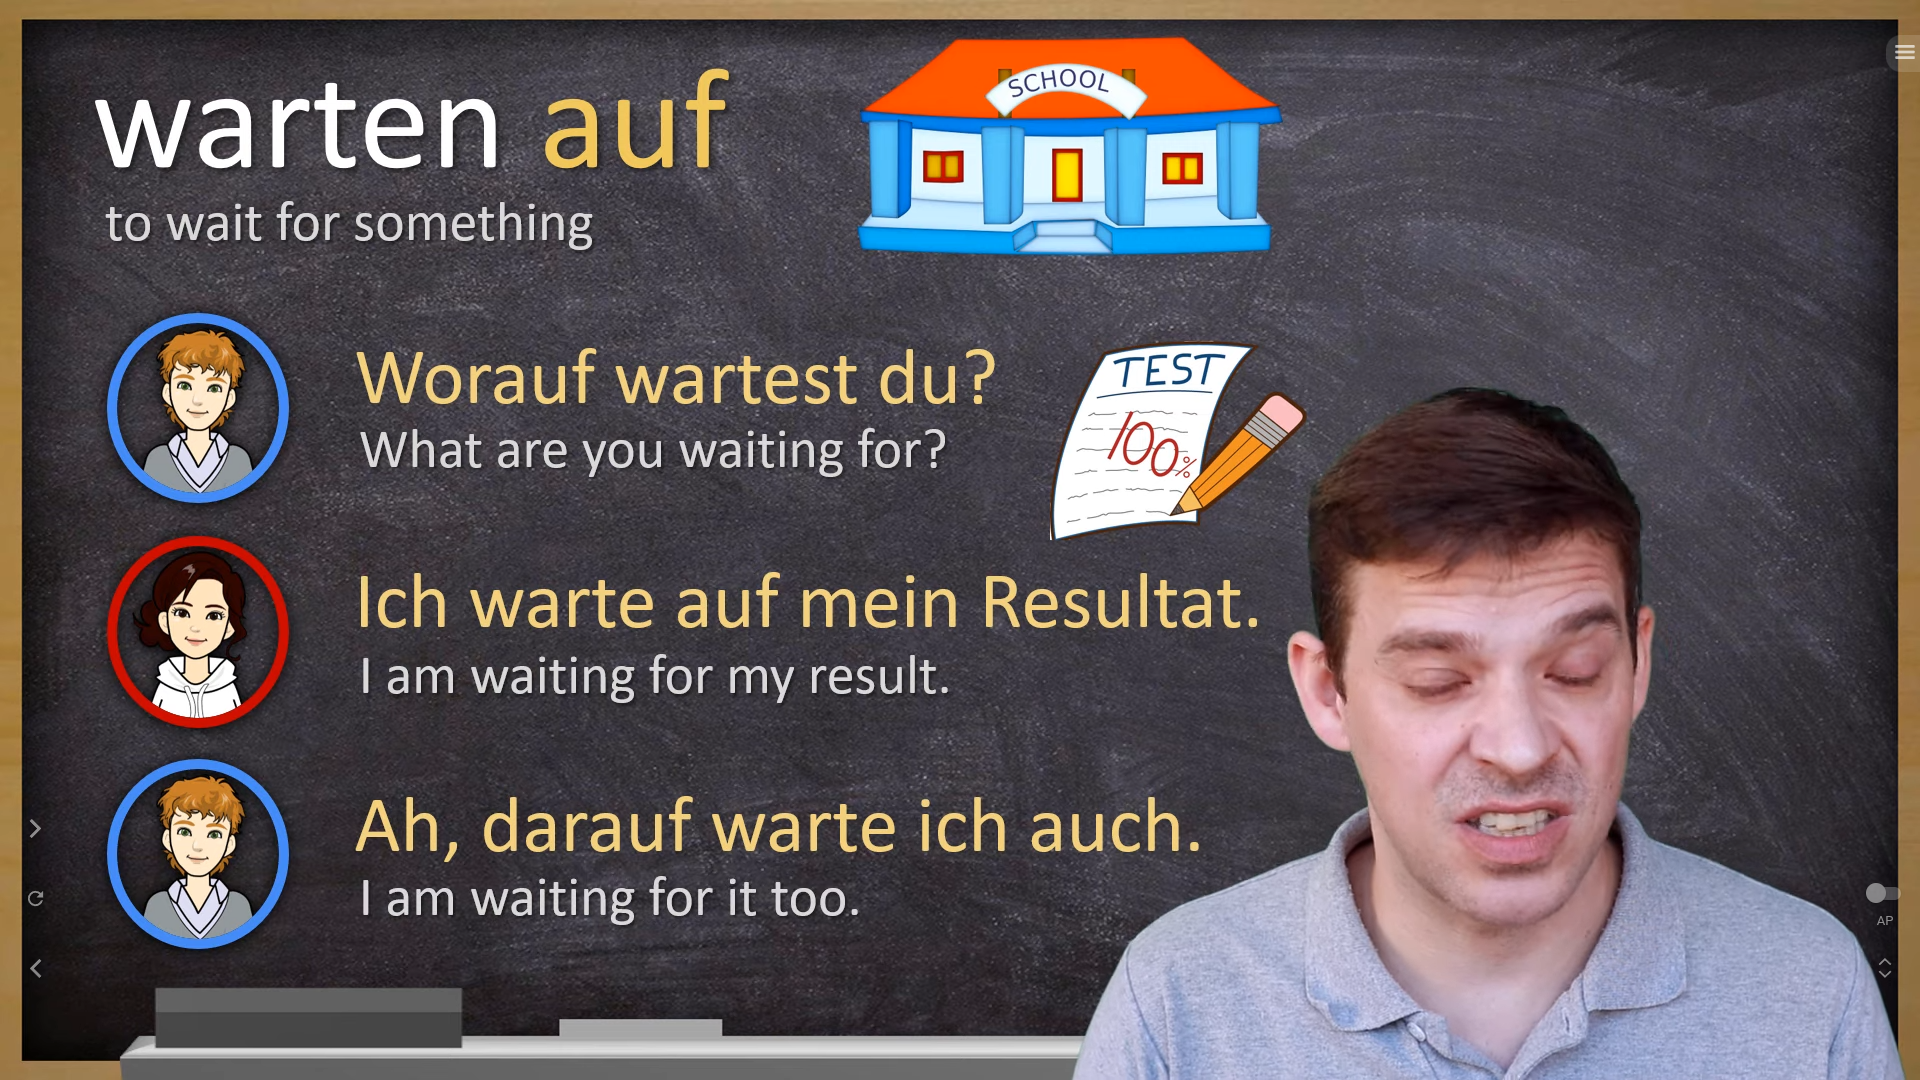 warten auf
to wait for something
SCHOOL
Worauf wartest du?
What are you waiting for?
TEST
100%
Ich warte auf mein Resultat.
I am waiting for my result.
Ah, darauf warte ich auch.
I am waiting for it too.
AP